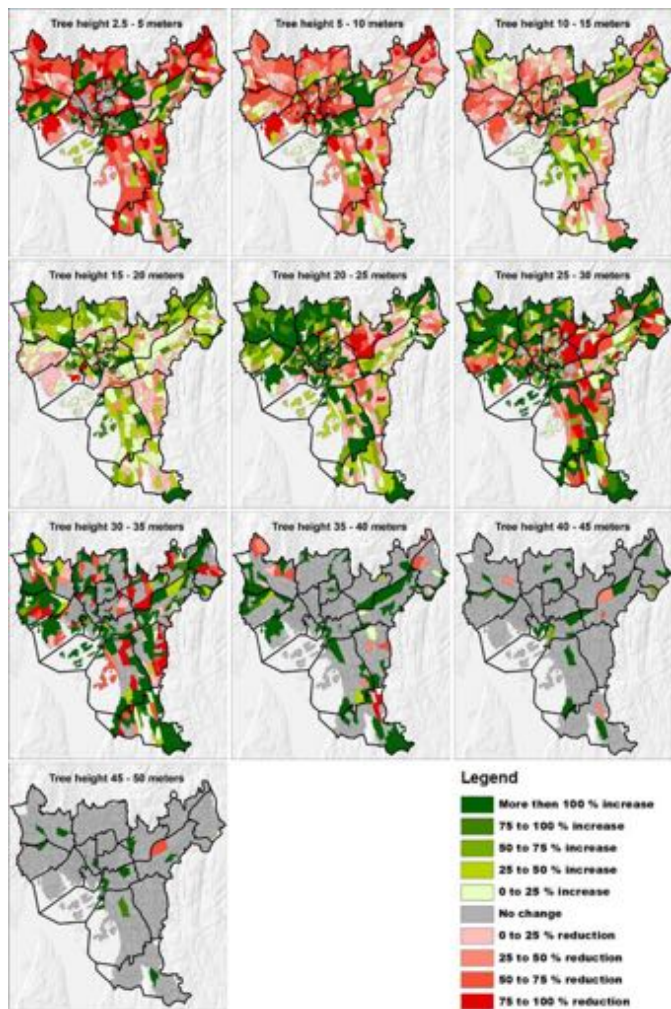 Tree height 2.5 - 5 meters
Tree height 5 - 10 meters
Tree height 10 - 15 meters
Tree height 15 - 20 meters
Tree height 20 - 25 meters
Tree height 25 - 30 meters
Tree height 30 - 35 meters
Tree height 35 - 40 meters
Tree height 40 - 45 meters
Tree height 45 - 50 meters
Legend
More then 100 % increase
75 to 100 % increase
50 to 75 % increase
25 to 50 % increase
0 to 25 % increase
No change
0 to 25 % reduction
25 to 50 % reduction
50 to 75 % reduction
75 to 100 % reduction